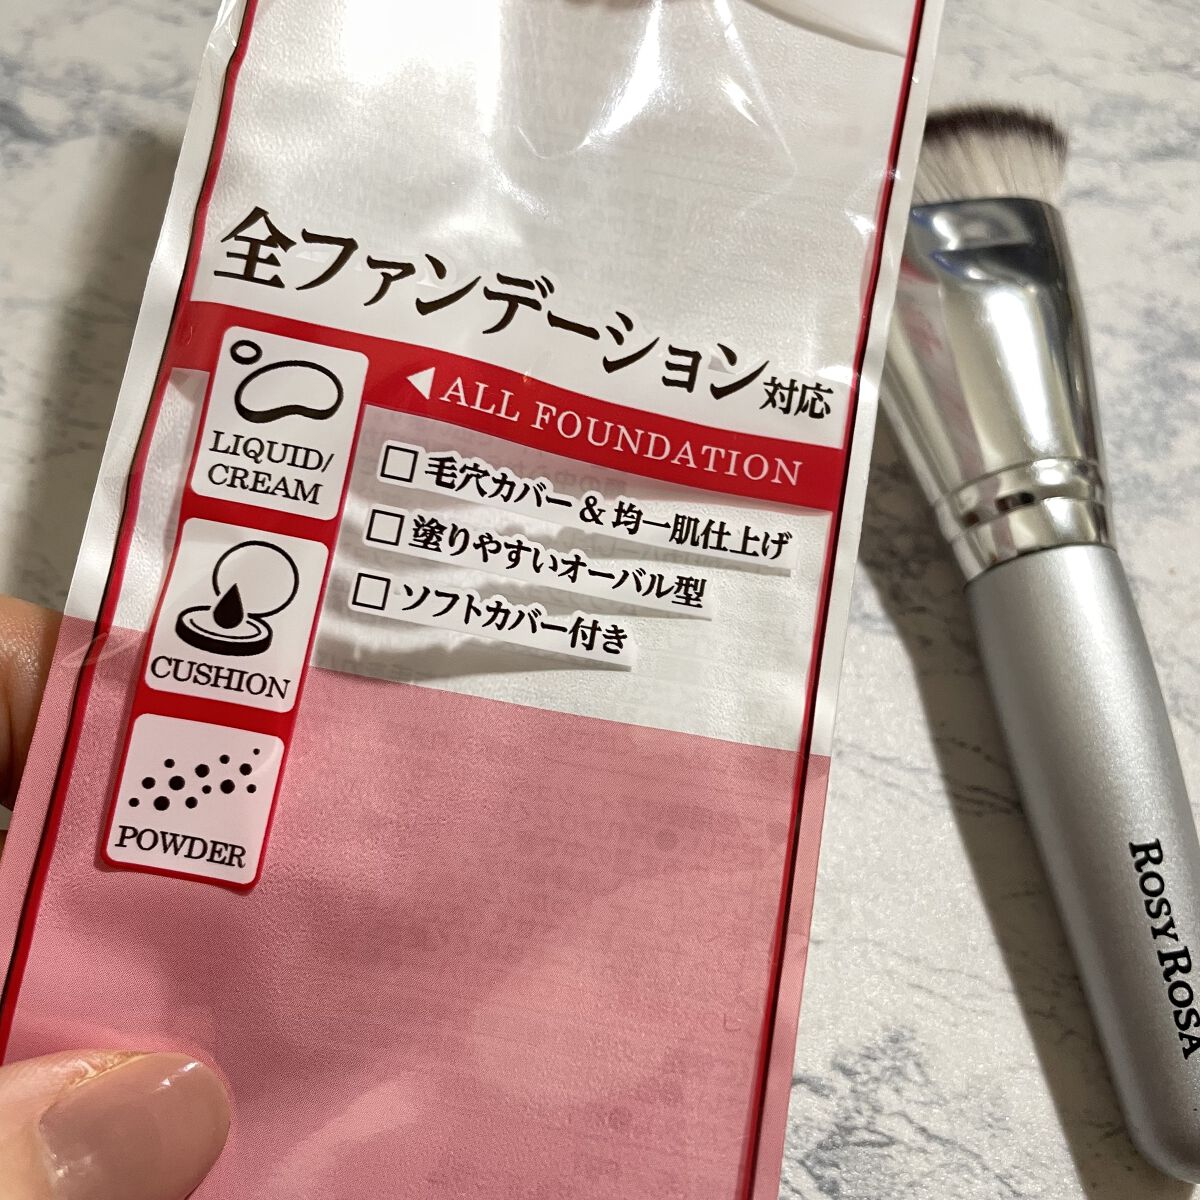 全ファンデーション対応
◀ALL FOUNDATION
LIQUID/
CREAM
CUSHION
POWDER
□ 毛穴カバー & 均一肌仕上げ
□ 塗りやすいオーバル型
□ ソフトカバー付き
ROSY ROSA